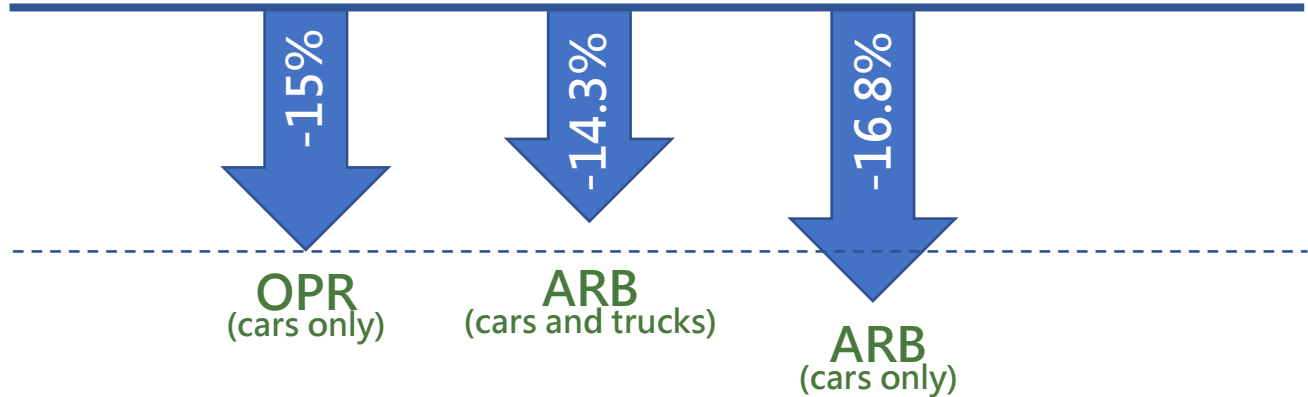 -15%
-14.3%
-16.8%
OPR
(cars only)
ARB
(cars and trucks)
ARB
(cars only)